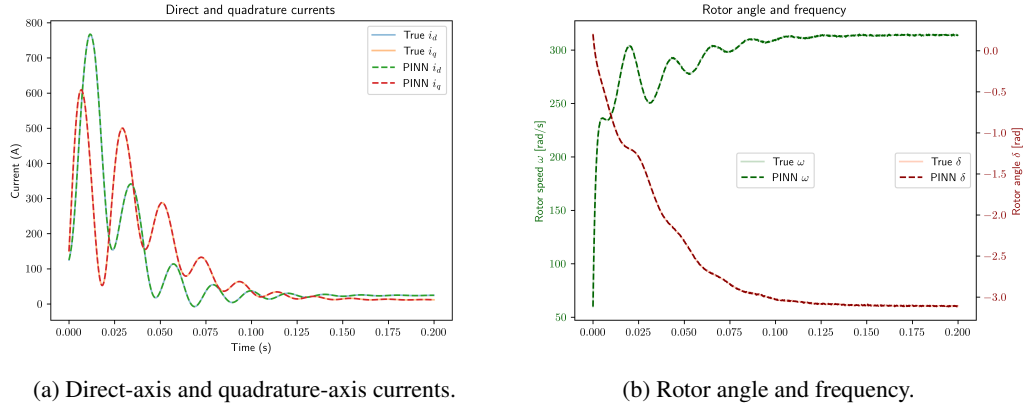 Direct and quadrature currents
800
700
600
500
400
300
200
100
0
Current (A)
0.000 0.025 0.050 0.075 0.100 0.125 0.150 0.175 0.200
Time (s)
True i_d
True i_q
PINN i_d
PINN i_q
(a) Direct-axis and quadrature-axis currents.
Rotor angle and frequency
300
250
200
150
100
50
Rotor speed ω [rad/s]
0.000 0.025 0.050 0.075 0.100 0.125 0.150 0.175 0.200
True ω
PINN ω
True δ
PINN δ
0.0
−0.5
−1.0
−1.5
−2.0
−2.5
−3.0
Rotor angle δ [rad]
(b) Rotor angle and frequency.